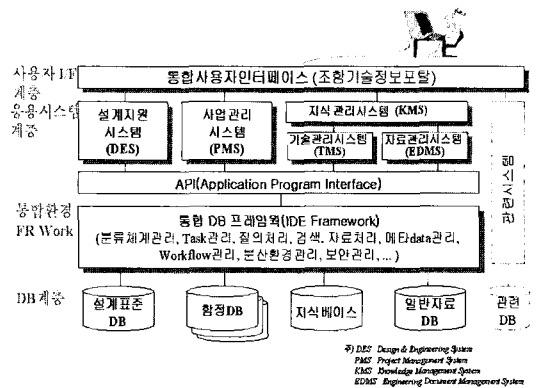 사용자 I/F
계층
통합사용자인터페이스 (조함기술정보포탈)
응용시스템
계층
설계지원
시스템
(DES)
사업관리
시스템
(PMS)
지식 관리시스템 (KMS)
기술관리시스템
(TMS)
자료관리시스템
(EDMS)
관련시스템
API(Application Program Interface)
통합환경
FR Work
통합 DB 프레임웍(IDE Framework)
(분류체계관리, Task관리, 질의처리, 검색, 자료처리, 메타data관리,
Workflow관리, 분산환경관리, 보안관리, ... )
DB계층
설계표준
DB
함정DB
지식베이스
일반자료
DB
관련
DB
주) DES Design & Engineering System
PMS Project Management System
KMS Knowledge Management System
EDMS Engineering Document Management System